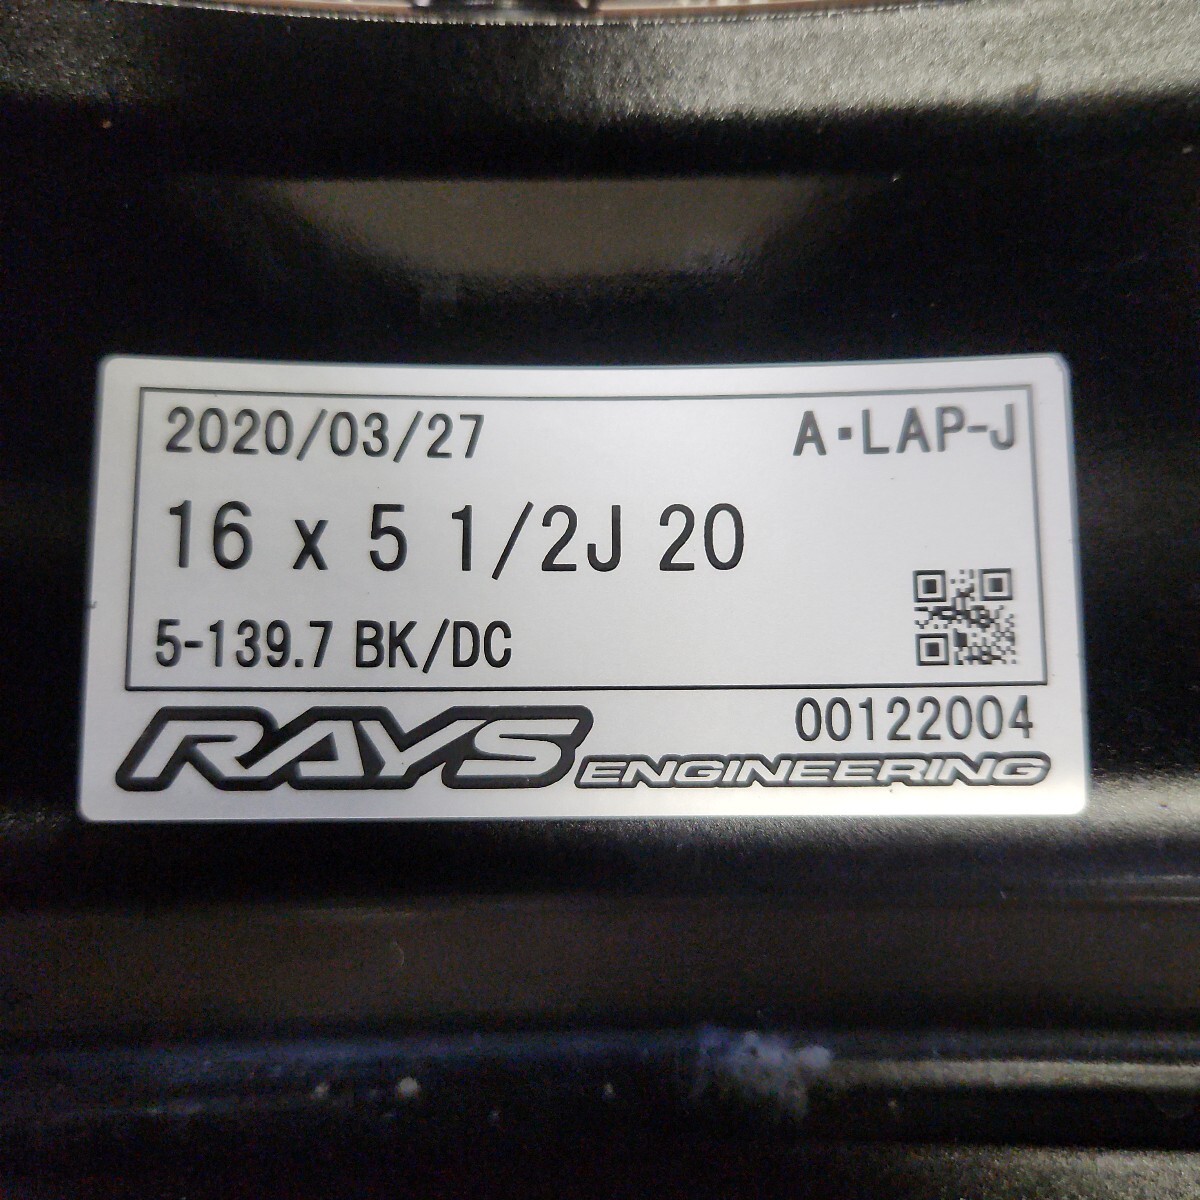 2020/03/27 A・LAP-J
16 x 5 1/2J 20
5-139.7 BK/DC
00122004
RAYS ENGINEERING